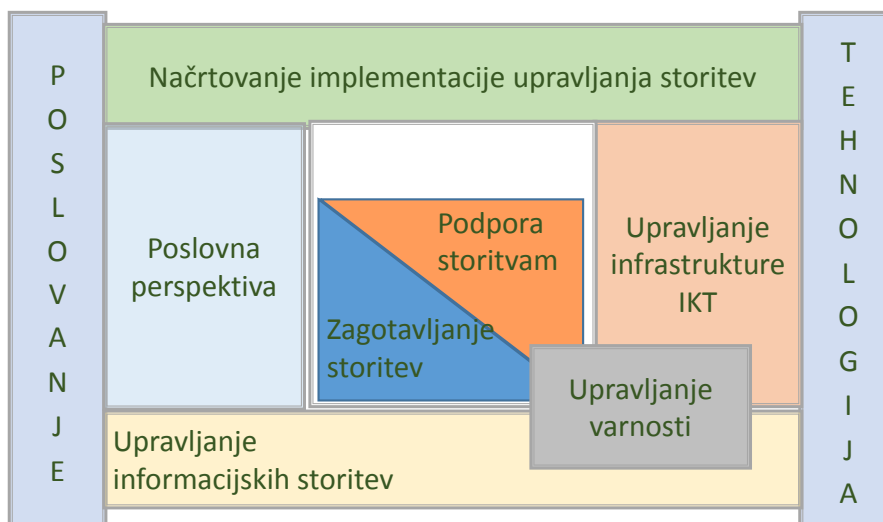 POSLOVANJE
Načrtovanje implementacije upravljanja storitev
Poslovna
perspektiva
Podpora
storitvam
Zagotavljanje
storitev
Upravljanje
infrastrukture
IKT
Upravljanje
varnosti
Upravljanje
informacijskih storitev
TEHNOLOGIJA